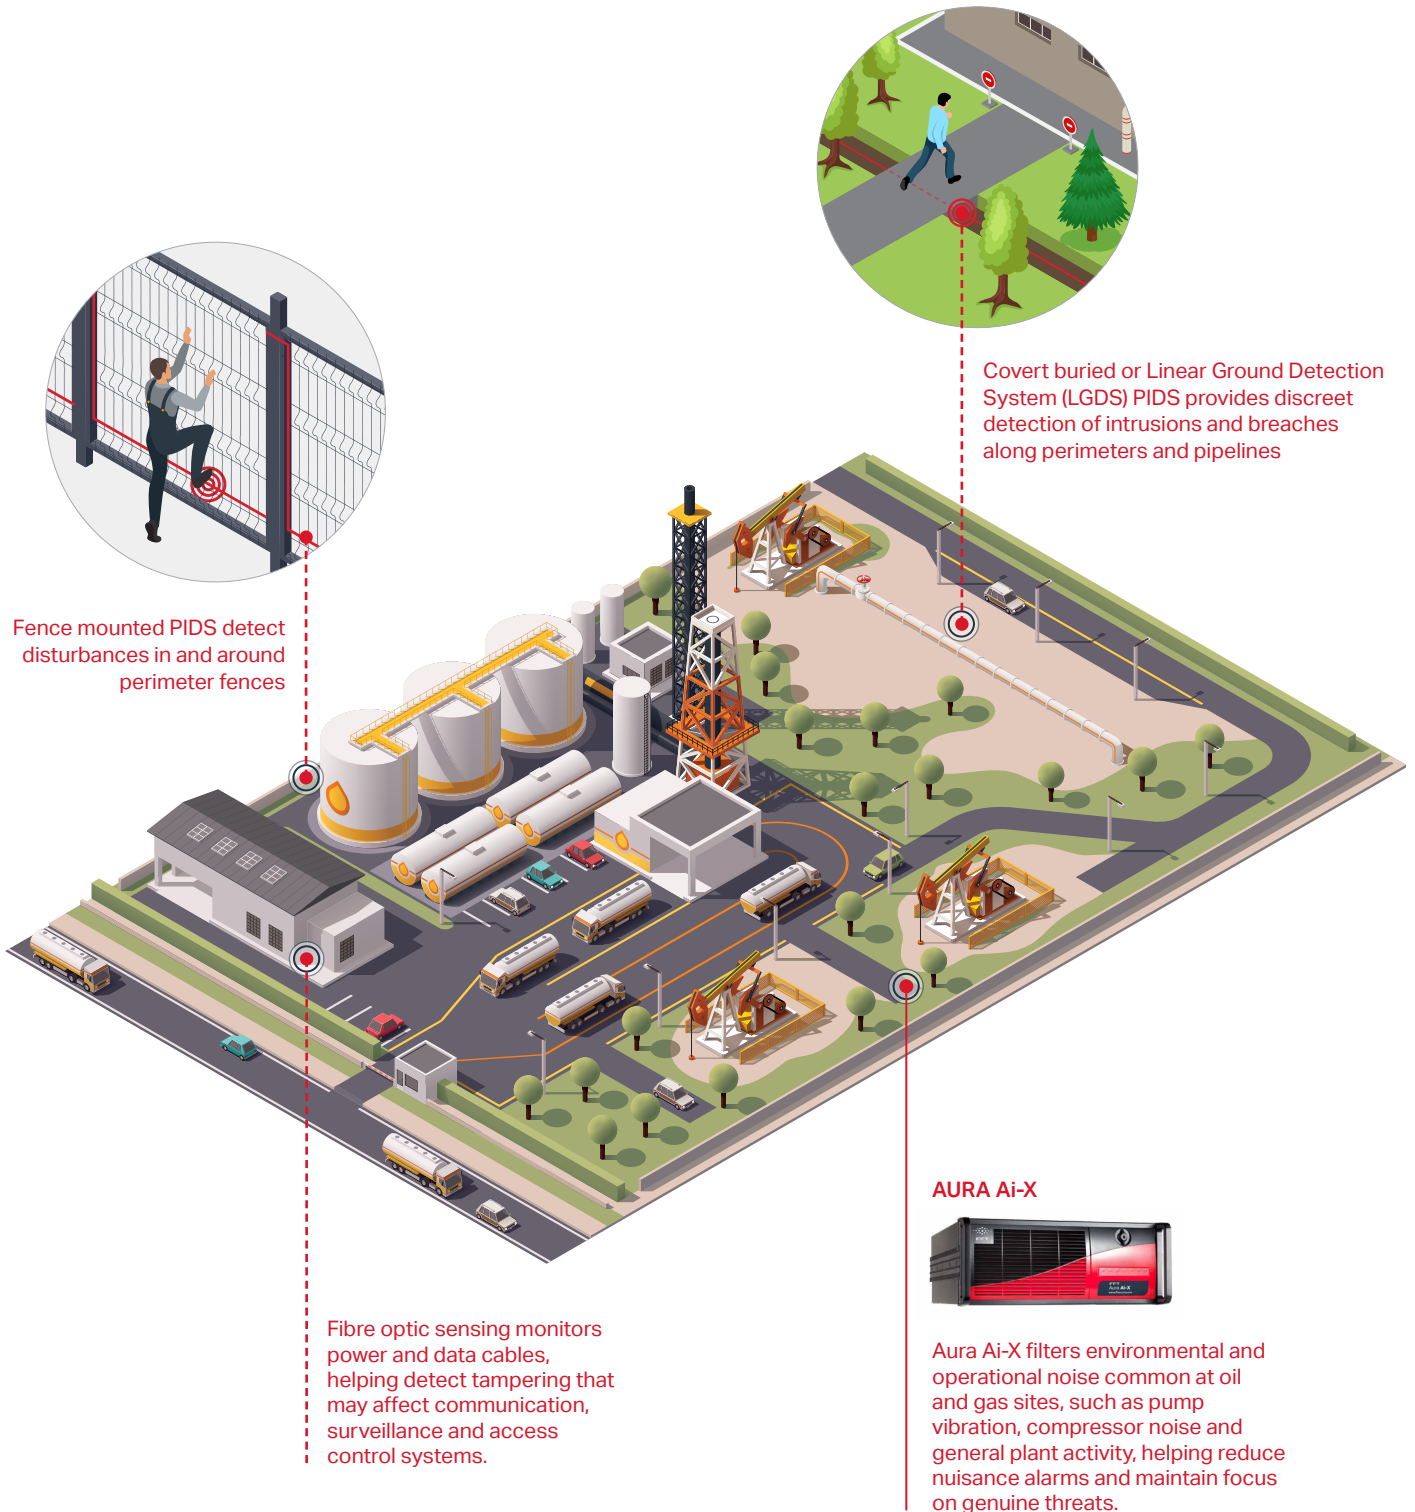 Covert buried or Linear Ground Detection
System (LGDS) PIDS provides discreet
detection of intrusions and breaches
along perimeters and pipelines
Fence mounted PIDS detect
disturbances in and around
perimeter fences
AURA Ai-X
FFT
Aura Ai-X
Fibre optic sensing monitors
power and data cables,
helping detect tampering that
may affect communication,
surveillance and access
control systems.
Aura Ai-X filters environmental and
operational noise common at oil
and gas sites, such as pump
vibration, compressor noise and
general plant activity, helping reduce
nuisance alarms and maintain focus
on genuine threats.